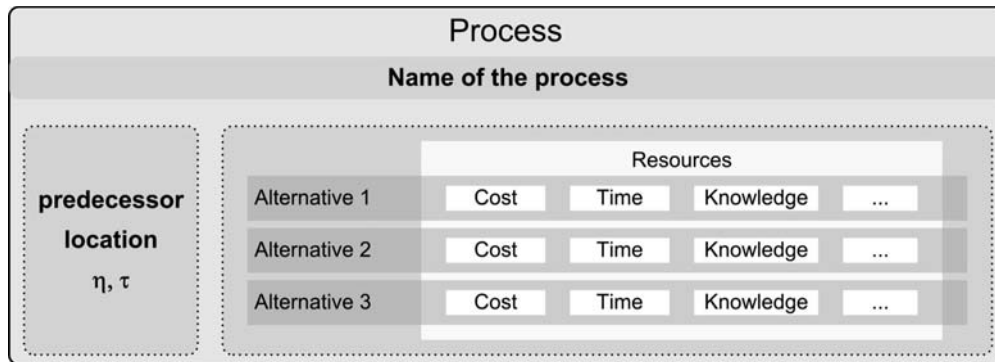 Process
Name of the process
predecessor
location
η, τ
Resources
Alternative 1 Cost Time Knowledge ...
Alternative 2 Cost Time Knowledge ...
Alternative 3 Cost Time Knowledge ...